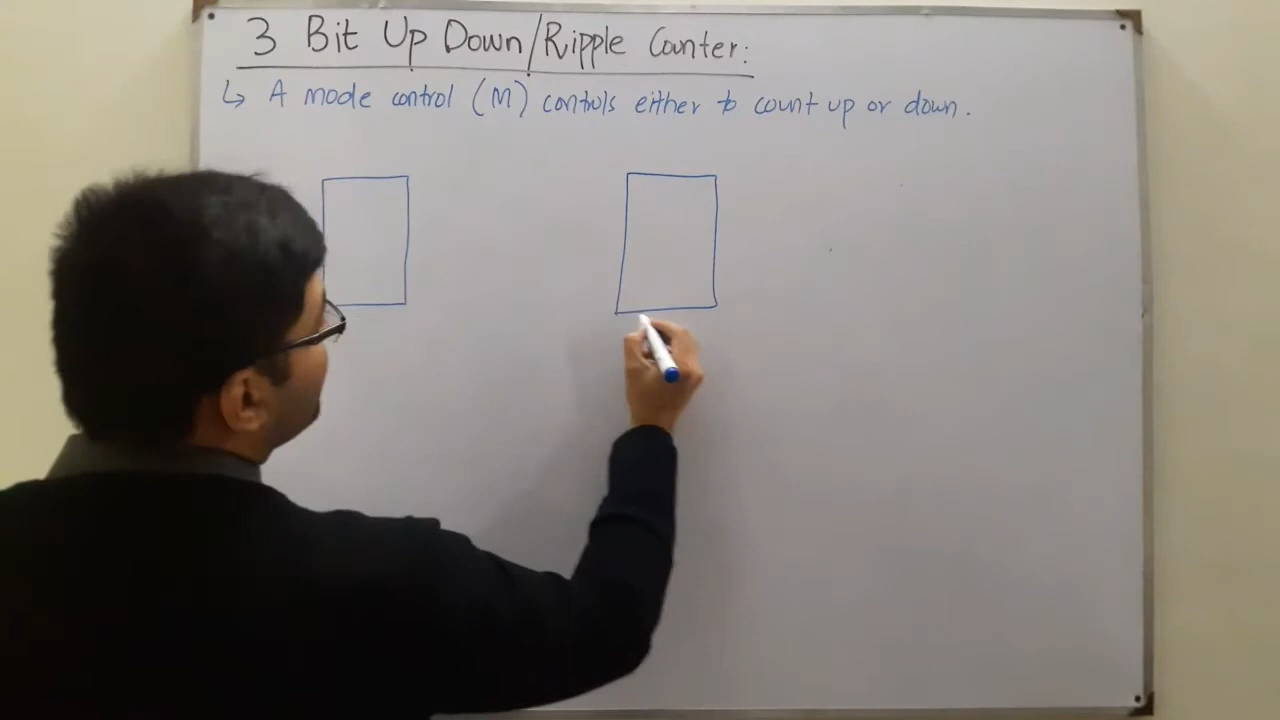 3 Bit Up Down/Ripple Counter:
↳ A mode control (M) controls either to count up or down.